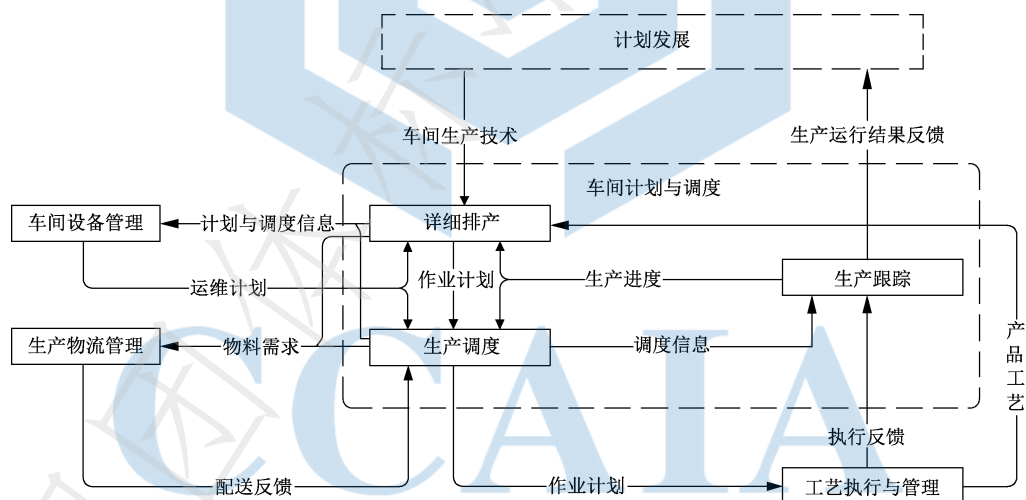 计划发展
车间生产技术
生产运行结果反馈
车间计划与调度
车间设备管理
计划与调度信息
详细排产
运维计划
作业计划
生产进度
生产跟踪
生产物流管理
物料需求
生产调度
调度信息
产品工艺
执行反馈
配送反馈
作业计划
工艺执行与管理
CCAIA